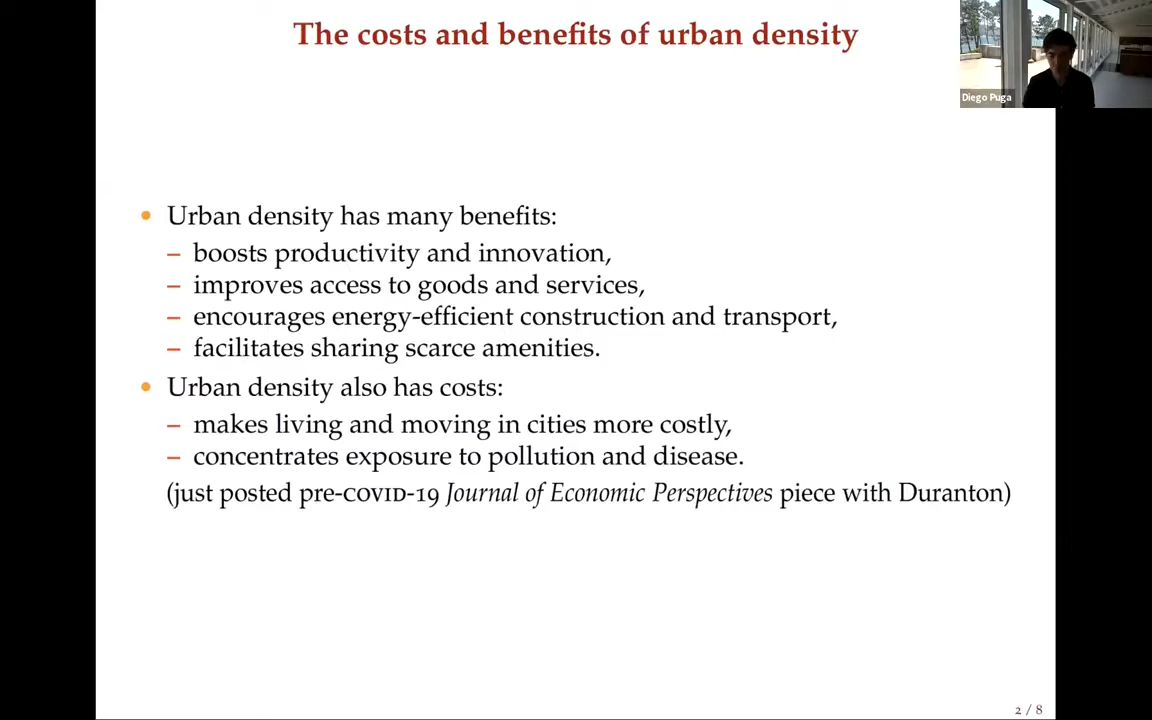 The costs and benefits of urban density
Diego Puga
• Urban density has many benefits:
– boosts productivity and innovation,
– improves access to goods and services,
– encourages energy-efficient construction and transport,
– facilitates sharing scarce amenities.
• Urban density also has costs:
– makes living and moving in cities more costly,
– concentrates exposure to pollution and disease.
(just posted pre-COVID-19 Journal of Economic Perspectives piece with Duranton)
2 / 8